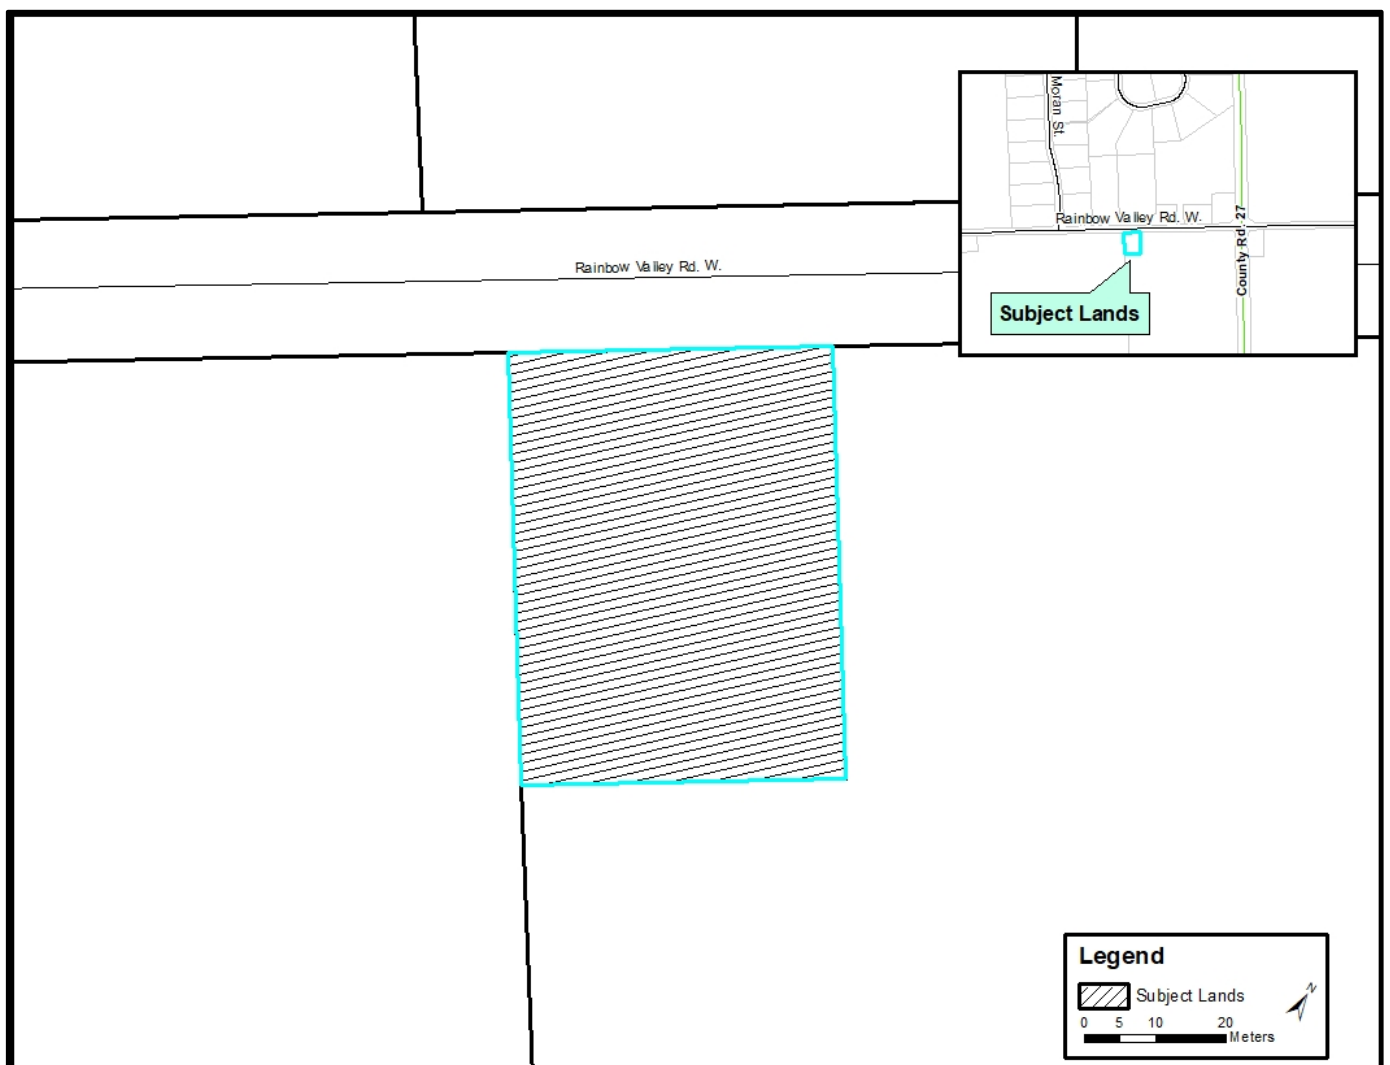 Moran St.
Rainbow Valley Rd. W.
County Rd. 27
Subject Lands
Rainbow Valley Rd. W.
Legend
Subject Lands
N
0 5 10 20
Meters